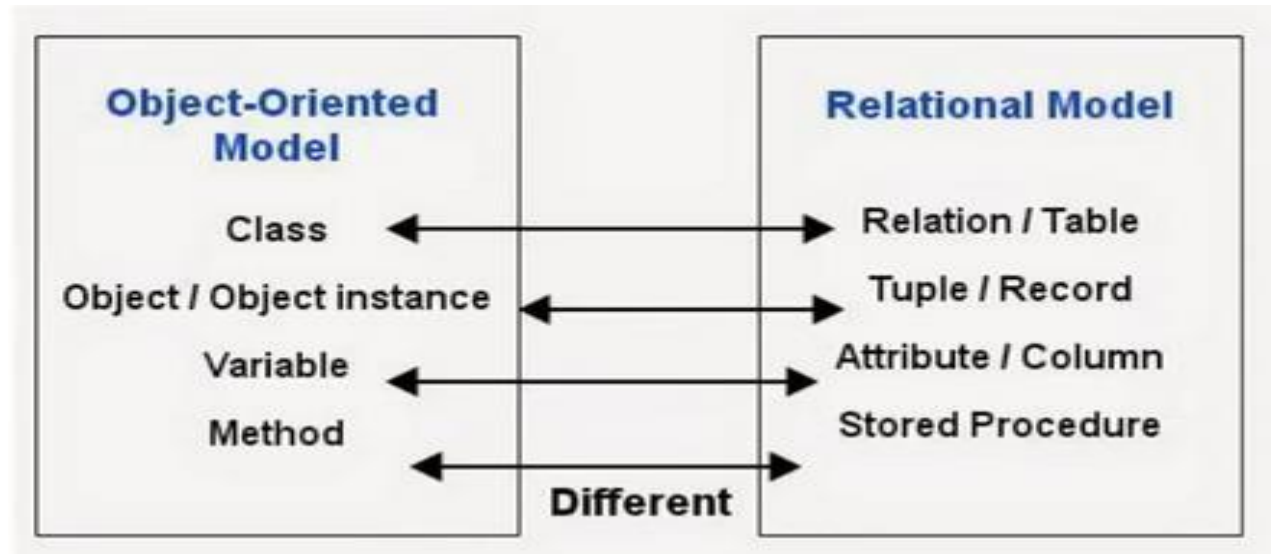 Object-Oriented
Model
Class
Object / Object instance
Variable
Method
Relational Model
Relation / Table
Tuple / Record
Attribute / Column
Stored Procedure
Different